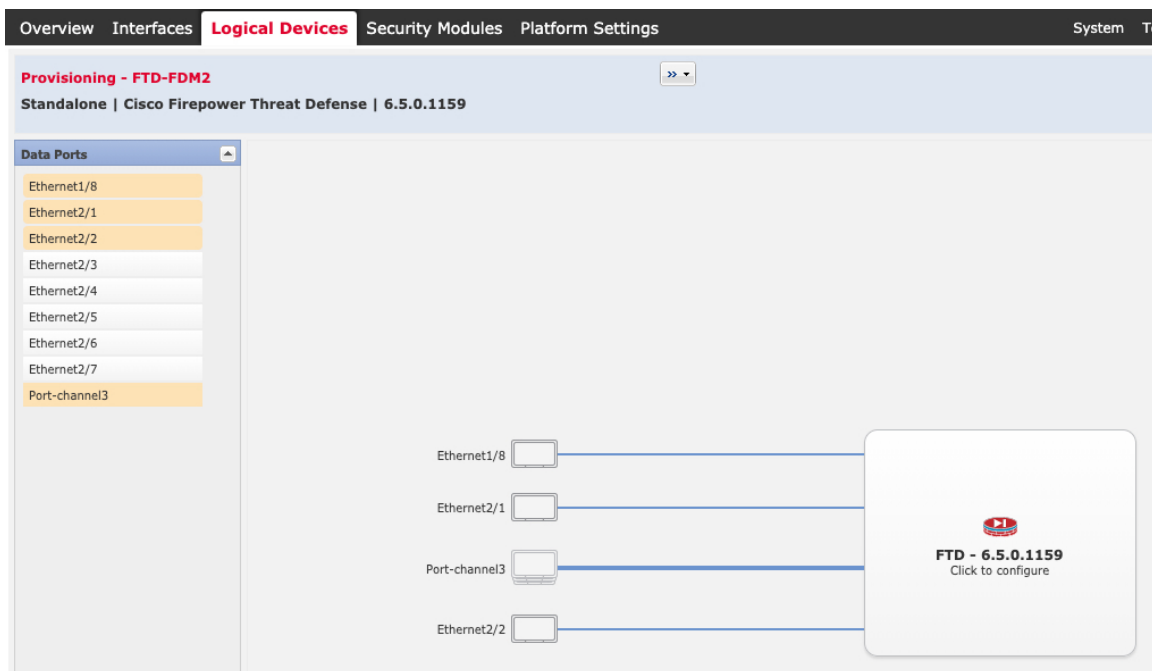 Overview Interfaces Logical Devices Security Modules Platform Settings System
Provisioning - FTD-FDM2
Standalone | Cisco Firepower Threat Defense | 6.5.0.1159
Data Ports
Ethernet1/8
Ethernet2/1
Ethernet2/2
Ethernet2/3
Ethernet2/4
Ethernet2/5
Ethernet2/6
Ethernet2/7
Port-channel3
Ethernet1/8
Ethernet2/1
Port-channel3
Ethernet2/2
FTD - 6.5.0.1159
Click to configure